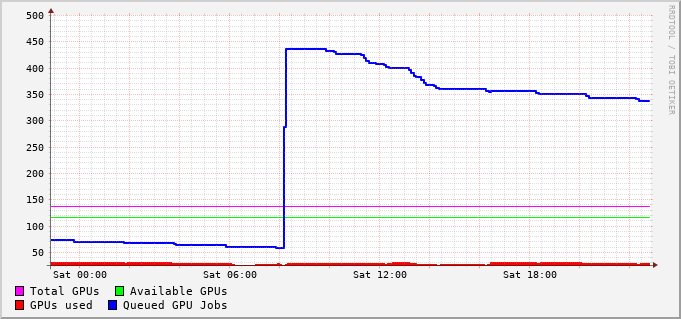 500
450
400
350
300
250
200
150
100
50
Sat 00:00 Sat 06:00 Sat 12:00 Sat 18:00
Total GPUs Available GPUs
GPUs used Queued GPU Jobs
RRDTOOL / TOBI OETIKER